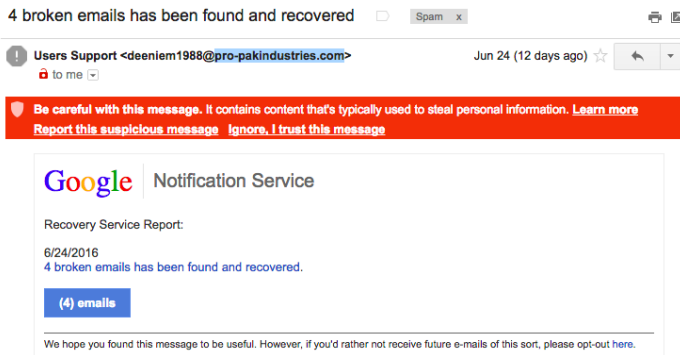 4 broken emails has been found and recovered Spam x
Users Support <deeniem1988@pro-pakindustries.com> Jun 24 (12 days ago)
to me
Be careful with this message. It contains content that's typically used to steal personal information. Learn more
Report this suspicious message Ignore, I trust this message
Google Notification Service
Recovery Service Report:
6/24/2016
4 broken emails has been found and recovered.
(4) emails
We hope you found this message to be useful. However, if you'd rather not receive future e-mails of this sort, please opt-out here.